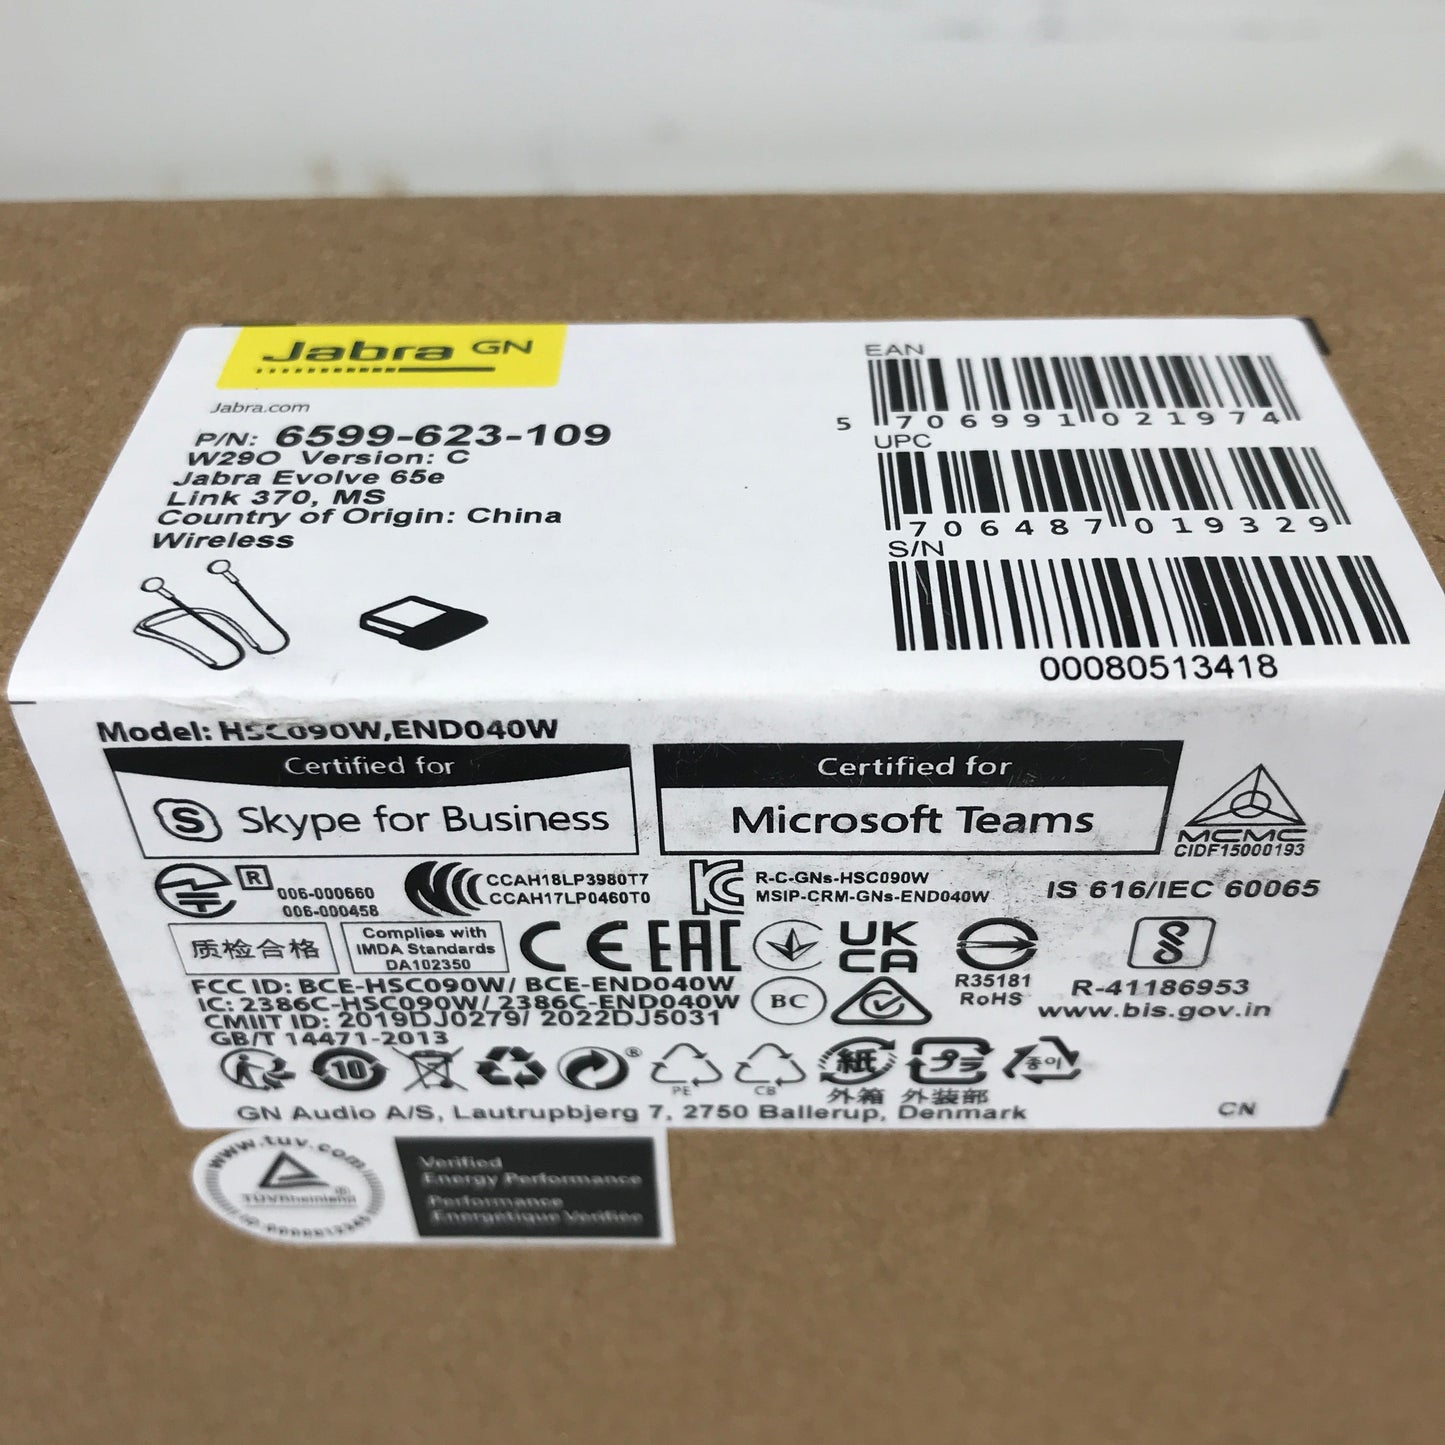 Jabra GN
Jabra.com
P/N: 6599-623-109
W29O Version: C
Jabra Evolve 65e
Link 370, MS
Country of Origin: China
Wireless
EAN
5 706991 021974
UPC
706487 019329
S/N
00080513418
Model: HSC090W,END040W
Certified for
Skype for Business
Certified for
Microsoft Teams
MCMC
CIDF15000193
R
006-000660
006-000458
CCAH18LP3980T7
CCAH17LP0460T0
R-C-GNs-HSC090W
MSIP-CRM-GNs-END040W
IS 616/IEC 60065
质检合格
Complies with
IMDA Standards
DA102350
CE EAC
UK
CA
R35181
RoHS
R-41186953
www.bis.gov.in
FCC ID: BCE-HSC090W/ BCE-END040W
IC: 2386C-HSC090W/ 2386C-END040W
CMIIT ID: 2019DJ0279/ 2022DJ5031
GB/T 14471-2013
BC
10
PE
CB
紙
外箱
プラ
外装部
종이
GN Audio A/S, Lautrupbjerg 7, 2750 Ballerup, Denmark
CN
www.tuv.com
TÜVRheinland
Verified
Energy Performance
Performance
Énergétique Verifiée